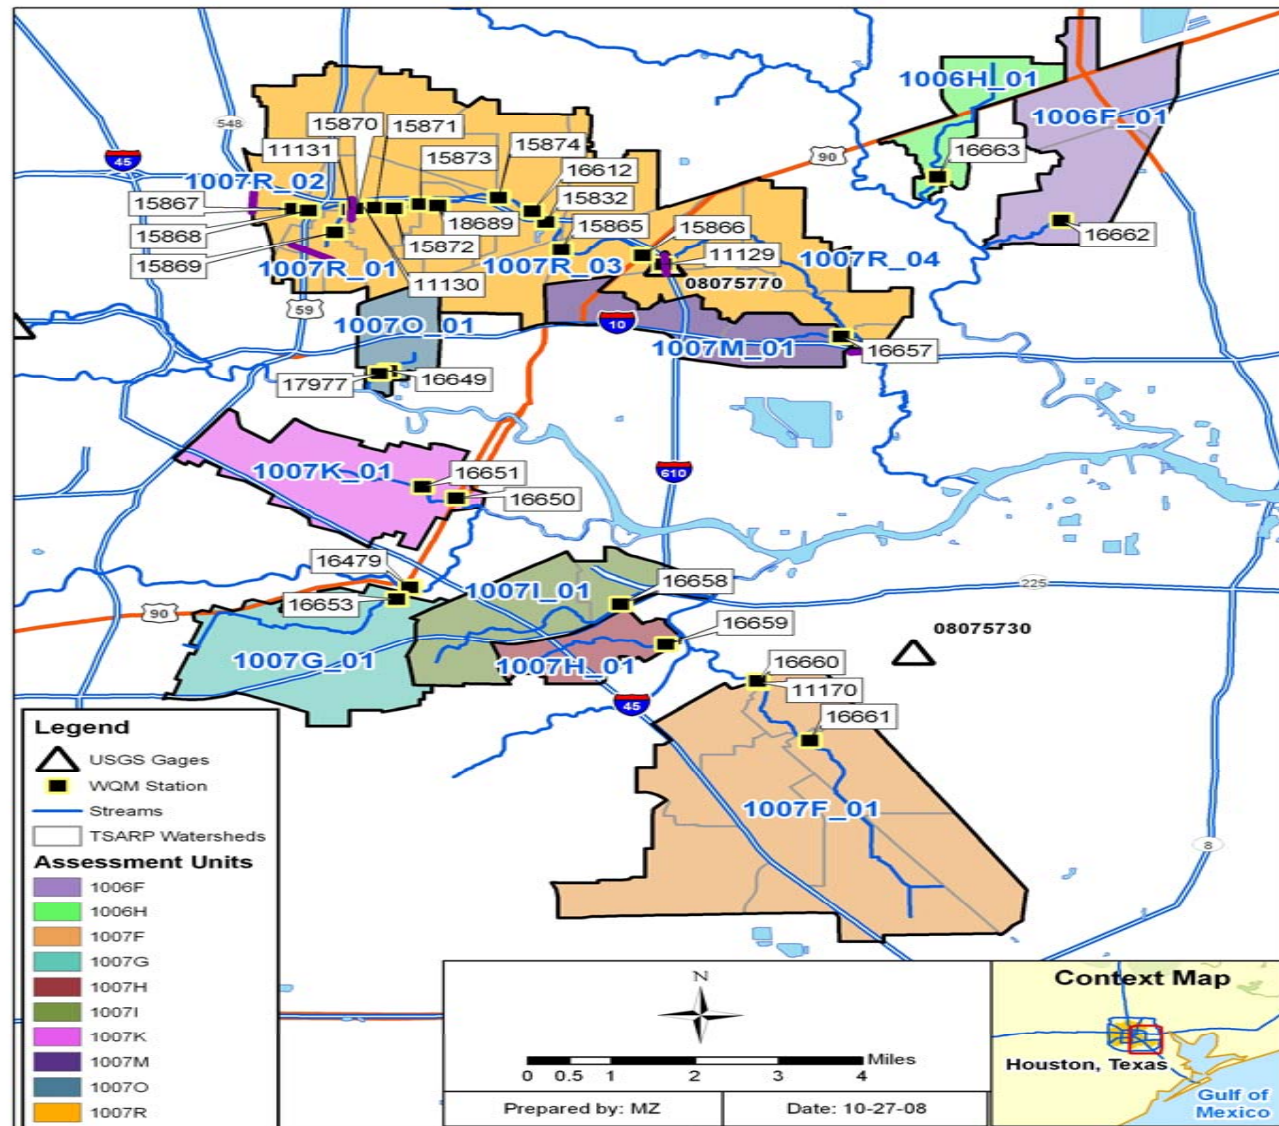 1006H_01
1006F_01
548
15870
15871
15874
11131
15873
16612
90
16663
45
1007R_02
15867
15832
15868
18689
15865
15866
16662
15869
15872
11129
1007R_01
1007R_03
1007R_04
11130
08075770
59
1007O_01
10
1007M_01
16657
17977
16649
1007K_01
16651
610
16650
16479
1007I_01
16658
225
16653
90
16659
08075730
1007G_01
1007H_01
16660
11170
45
16661
1007F_01
8
Legend
USGS Gages
WQM Station
Streams
TSARP Watersheds
Assessment Units
1006F
1006H
1007F
1007G
1007H
1007I
1007K
1007M
1007O
1007R
N
Miles
0 0.5 1 2 3 4
Prepared by: MZ
Date: 10-27-08
Context Map
Houston, Texas
Gulf of
Mexico